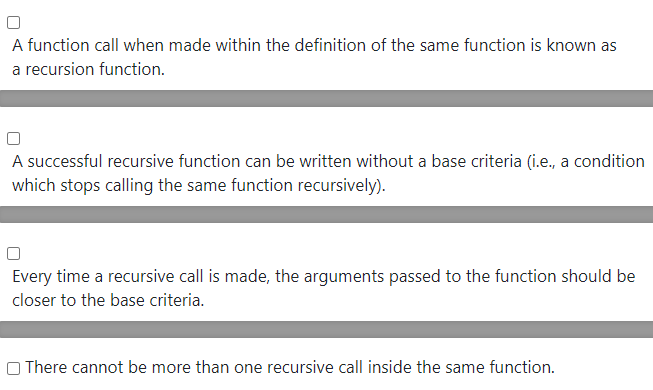 A function call when made within the definition of the same function is known as
a recursion function.
A successful recursive function can be written without a base criteria (i.e., a condition
which stops calling the same function recursively).
Every time a recursive call is made, the arguments passed to the function should be
closer to the base criteria.
There cannot be more than one recursive call inside the same function.